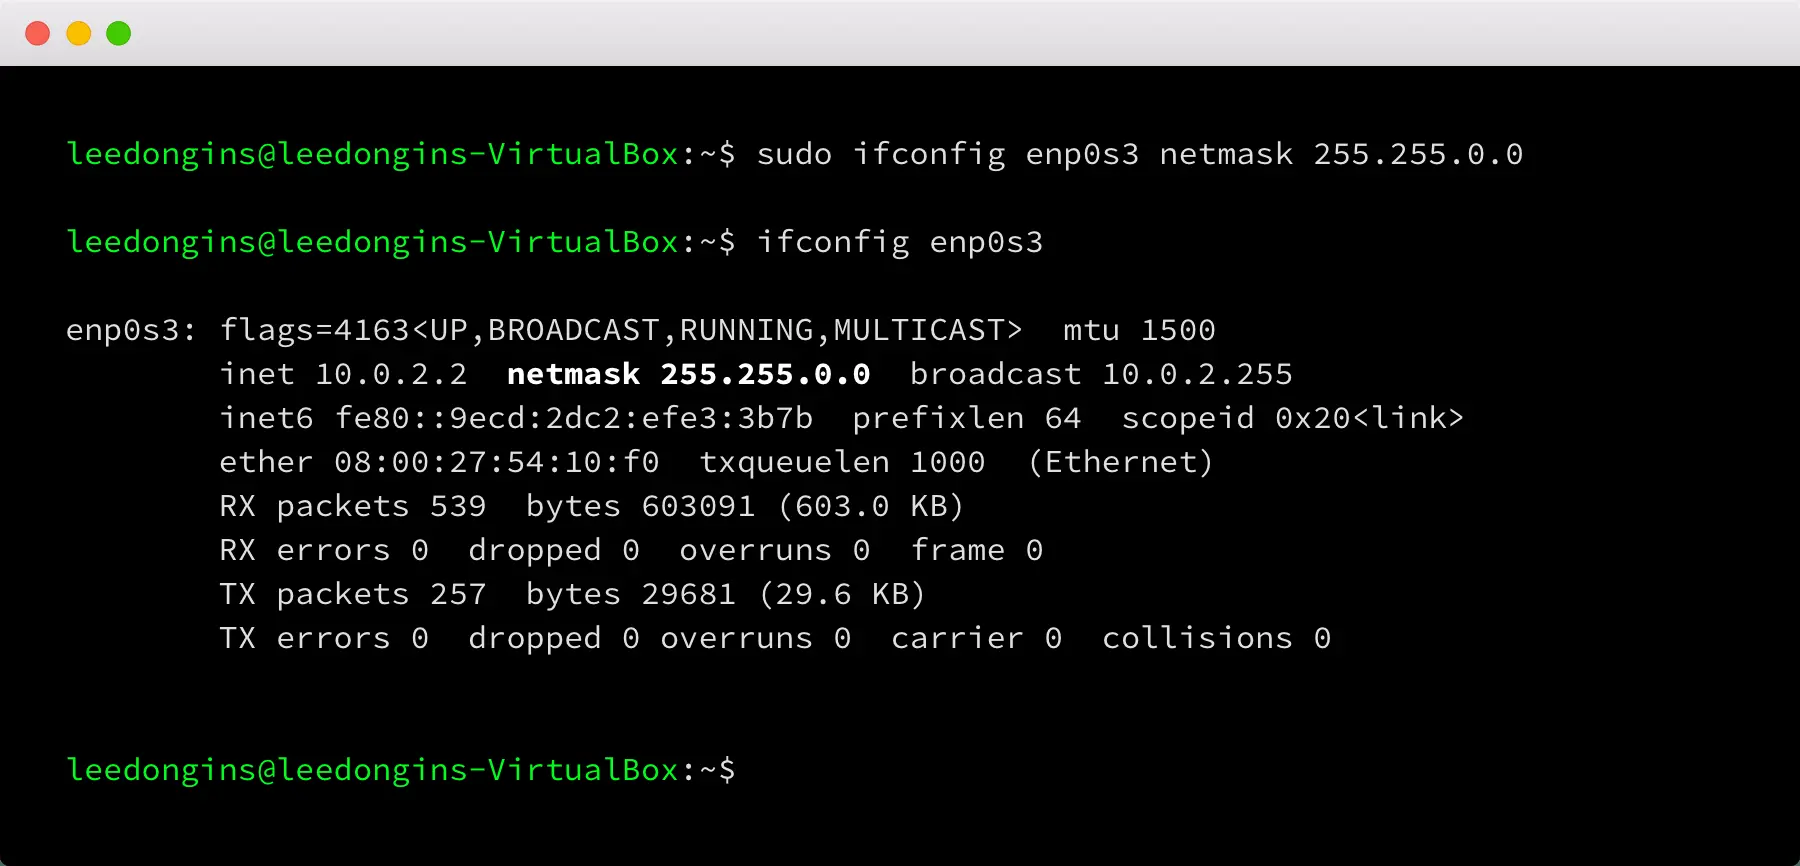 leedongins@leedongins-VirtualBox:~$ sudo ifconfig enp0s3 netmask 255.255.0.0
leedongins@leedongins-VirtualBox:~$ ifconfig enp0s3
enp0s3: flags=4163<UP,BROADCAST,RUNNING,MULTICAST>  mtu 1500
        inet 10.0.2.2  netmask 255.255.0.0  broadcast 10.0.2.255
        inet6 fe80::9ecd:2dc2:efe3:3b7b  prefixlen 64  scopeid 0x20<link>
        ether 08:00:27:54:10:f0  txqueuelen 1000  (Ethernet)
        RX packets 539  bytes 603091 (603.0 KB)
        RX errors 0  dropped 0  overruns 0  frame 0
        TX packets 257  bytes 29681 (29.6 KB)
        TX errors 0  dropped 0 overruns 0  carrier 0  collisions 0
leedongins@leedongins-VirtualBox:~$